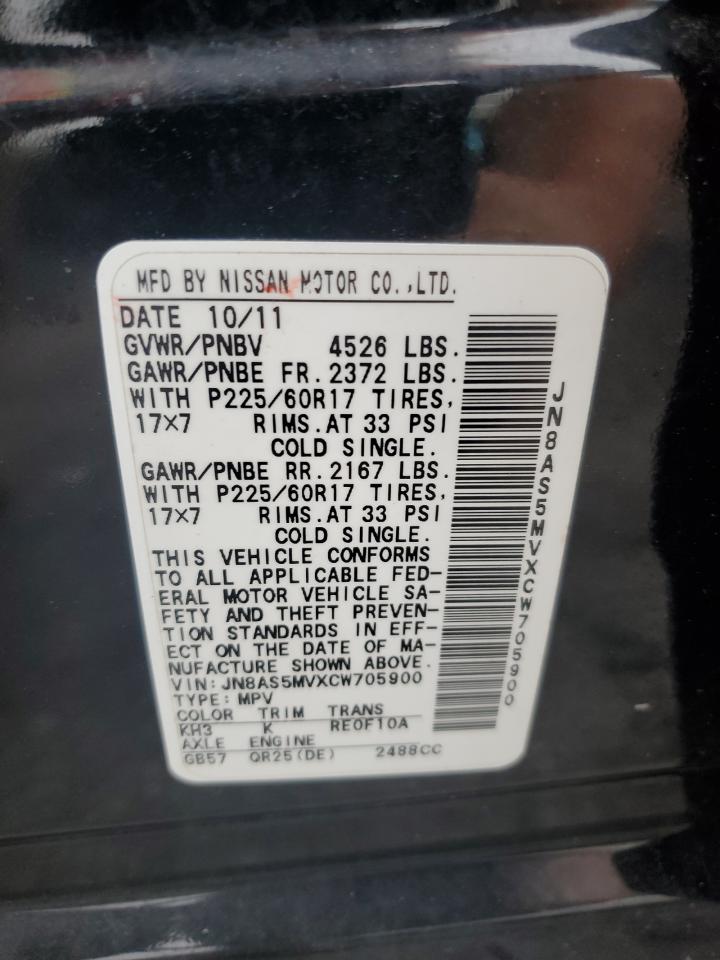 MFD BY NISSAN MOTOR CO.,LTD.
DATE 10/11
GVWR/PNBV 4526 LBS.
GAWR/PNBE FR. 2372 LBS.
WITH P225/60R17 TIRES,
17x7 RIMS.AT 33 PSI
COLD SINGLE.
GAWR/PNBE RR. 2167 LBS.
WITH P225/60R17 TIRES,
17x7 RIMS.AT 33 PSI
COLD SINGLE.
THIS VEHICLE CONFORMS
TO ALL APPLICABLE FED-
ERAL MOTOR VEHICLE SA-
FETY AND THEFT PREVEN-
TION STANDARDS IN EFF-
ECT ON THE DATE OF MA-
NUFACTURE SHOWN ABOVE.
VIN:JN8AS5MVXCW705900
TYPE:MPV
COLOR TRIM TRANS
KH3 K RE0F10A
AXLE ENGINE
GB57 QR25(DE) 2488CC
JN8AS5MVXCW705900